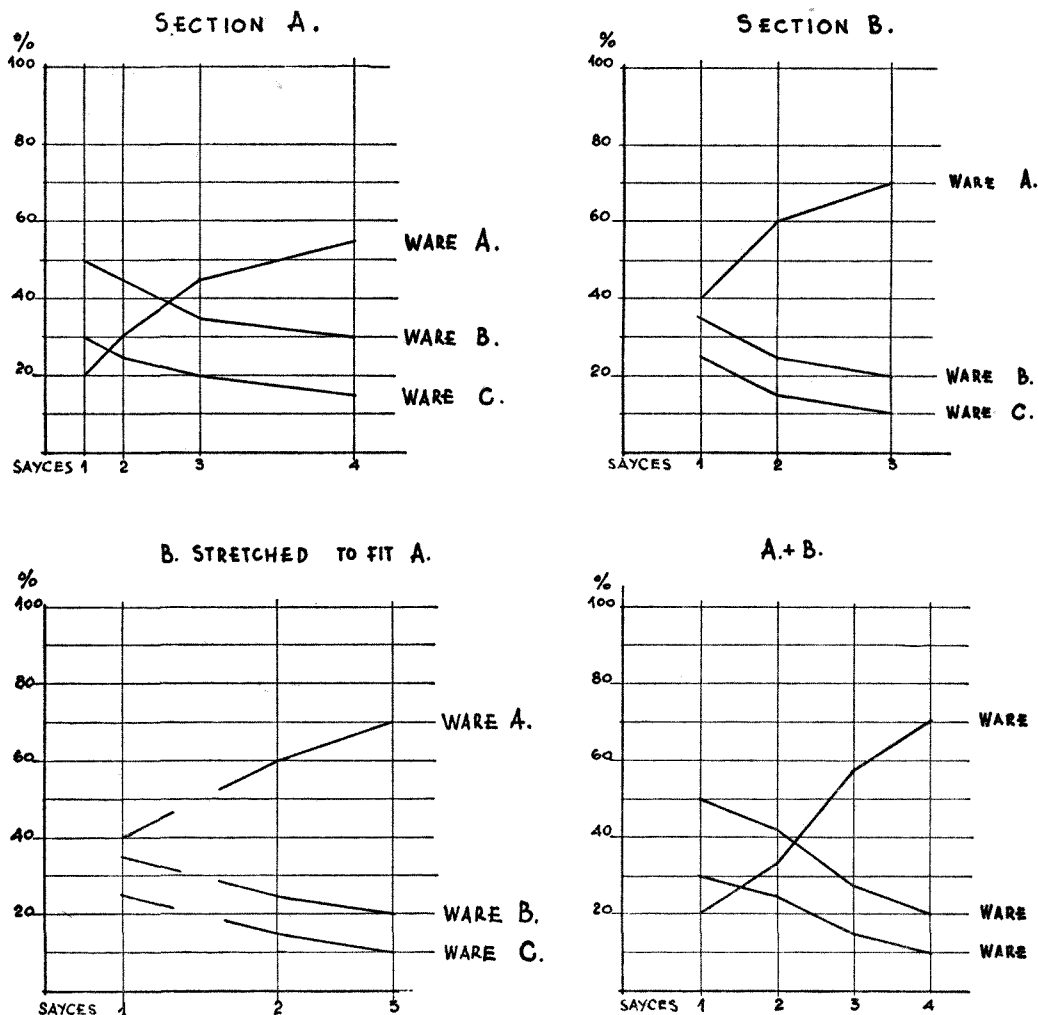 SECTION A.
%
100
80
60
40
20
WARE A.
WARE B.
WARE C.
SAYCES 1 2 3 4
SECTION B.
%
100
80
60
40
20
WARE A.
WARE B.
WARE C.
SAYCES 1 2 3
B. STRETCHED TO FIT A.
%
100
80
60
40
20
WARE A.
WARE B.
WARE C.
SAYCES 1 2 3
A.+B.
%
100
80
60
40
20
WARE
WARE
WARE
SAYCES 1 2 3 4